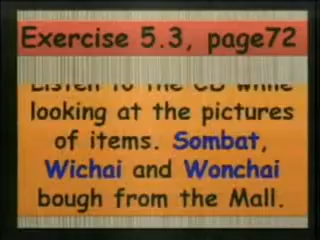 Exercise 5.3, page72
Listen to the CD while
looking at the pictures
of items. Sombat,
Wichai and Wonchai
bough from the Mall.